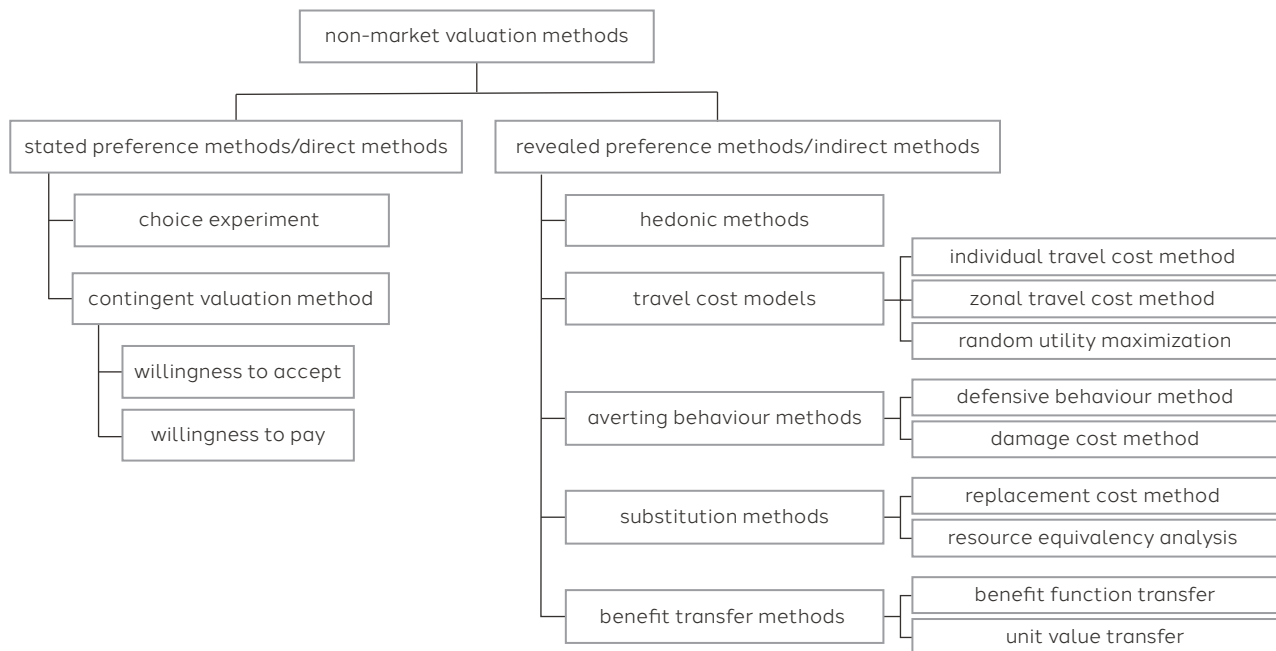 non-market valuation methods
stated preference methods/direct methods
revealed preference methods/indirect methods
choice experiment
contingent valuation method
willingness to accept
willingness to pay
hedonic methods
travel cost models
individual travel cost method
zonal travel cost method
random utility maximization
averting behaviour methods
defensive behaviour method
damage cost method
substitution methods
replacement cost method
resource equivalency analysis
benefit transfer methods
benefit function transfer
unit value transfer